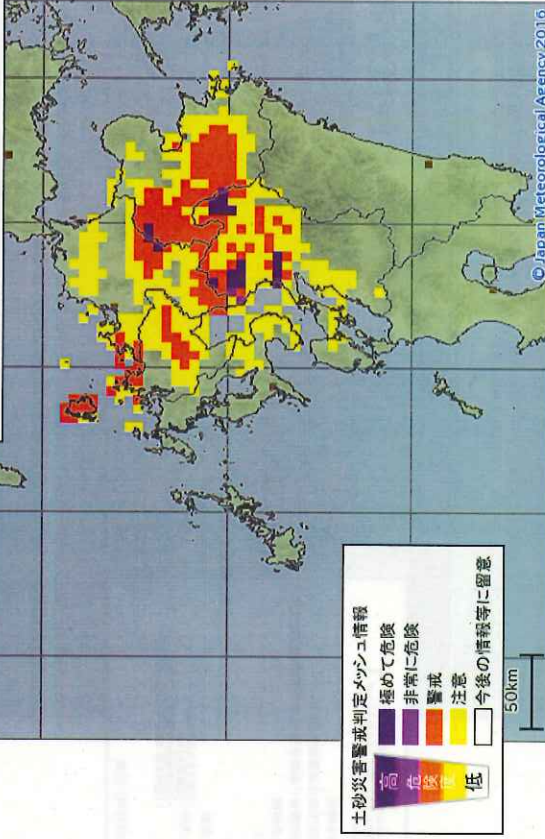 土砂災害警戒判定メッシュ情報
高
危険度
低
極めて危険
非常に危険
警戒
注意
今後の情報等に留意
50km
© Japan Meteorological Agency 2016